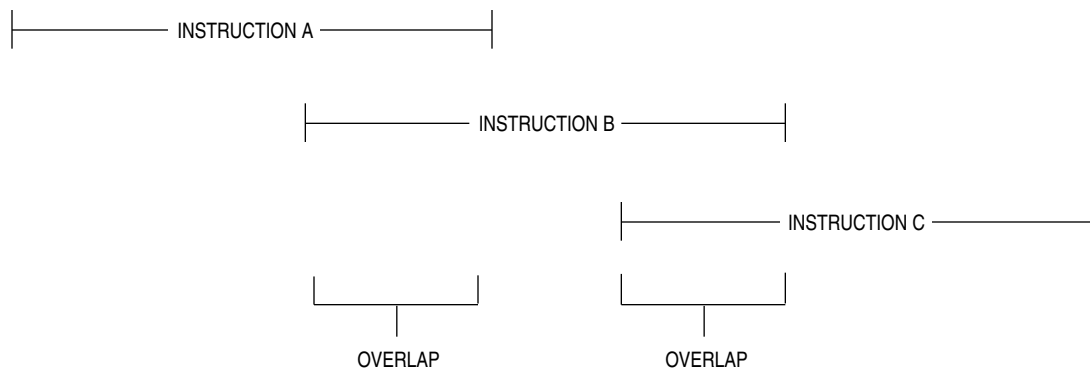 INSTRUCTION A
INSTRUCTION B
INSTRUCTION C
OVERLAP
OVERLAP